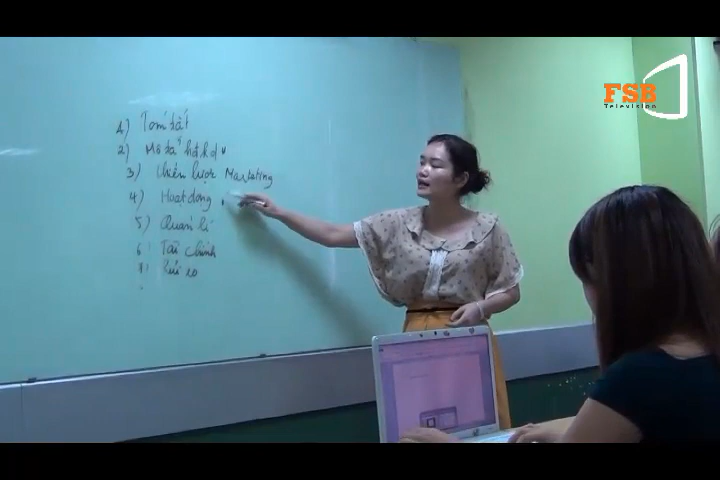 FSB
Television
1) Tóm tắt
2) Mô tả hđ.kd
3) Chiến lược Marketing
4) Hoạt động
5) Quản lí
6) Tài chính
Rủi ro